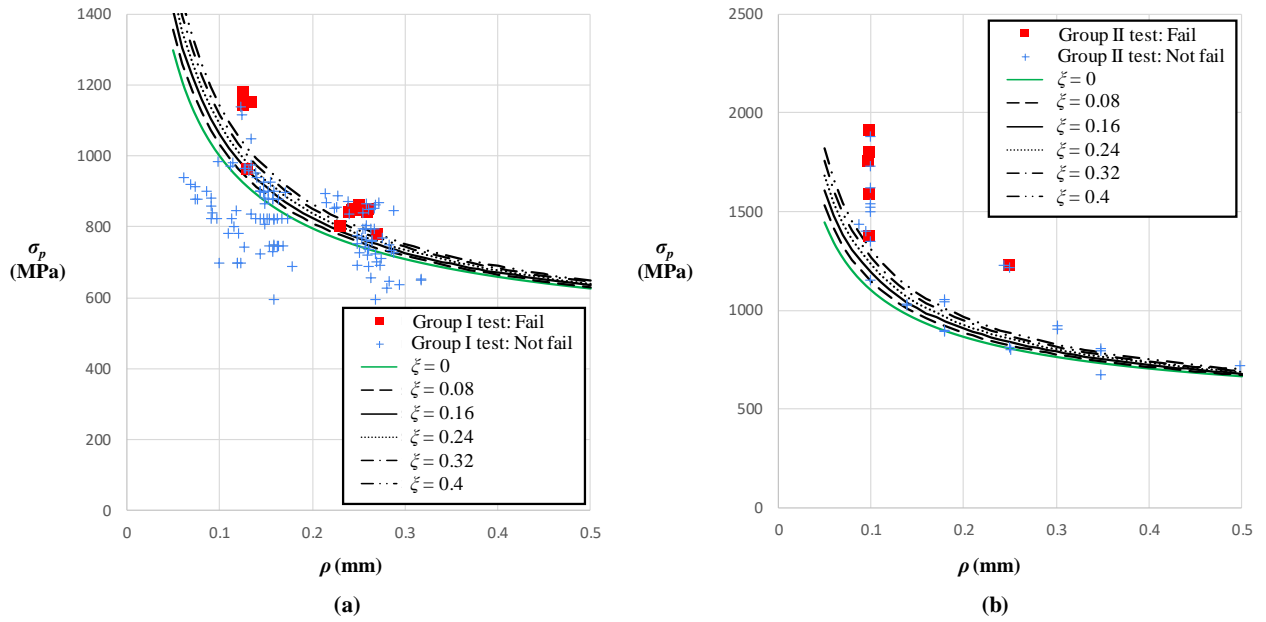 1400
1200
1000
800
600
400
200
0
σp
(MPa)
0 0.1 0.2 0.3 0.4 0.5
ρ (mm)
Group I test: Fail
Group I test: Not fail
ξ = 0
ξ = 0.08
ξ = 0.16
ξ = 0.24
ξ = 0.32
ξ = 0.4
(a)
2500
2000
1500
1000
500
0
σp
(MPa)
0 0.1 0.2 0.3 0.4 0.5
ρ (mm)
Group II test: Fail
Group II test: Not fail
ξ = 0
ξ = 0.08
ξ = 0.16
ξ = 0.24
ξ = 0.32
ξ = 0.4
(b)